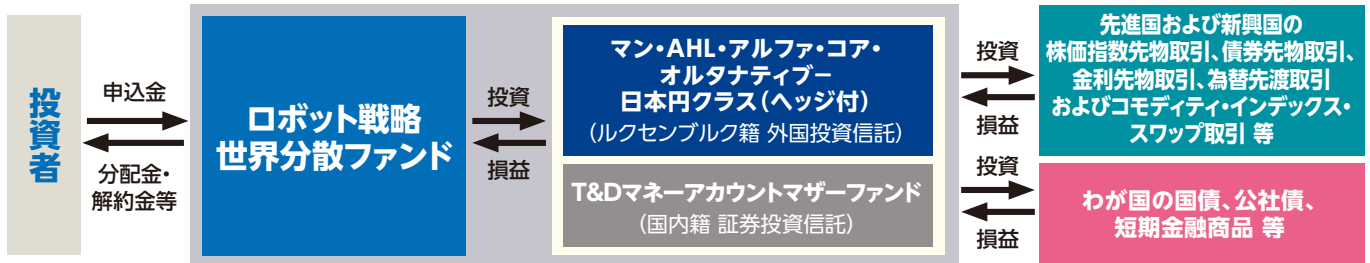 投資者
申込金
分配金・
解約金等
ロボット戦略
世界分散ファンド
投資
損益
マン・AHL・アルファ・コア・
オルタナティブー
日本円クラス（ヘッジ付）
（ルクセンブルク籍 外国投資信託）
T&Dマネーアカウントマザーファンド
（国内籍 証券投資信託）
投資
損益
先進国および新興国の
株価指数先物取引、債券先物取引、
金利先物取引、為替先渡取引
およびコモディティ・インデックス・
スワップ取引 等
投資
損益
わが国の国債、公社債、
短期金融商品 等